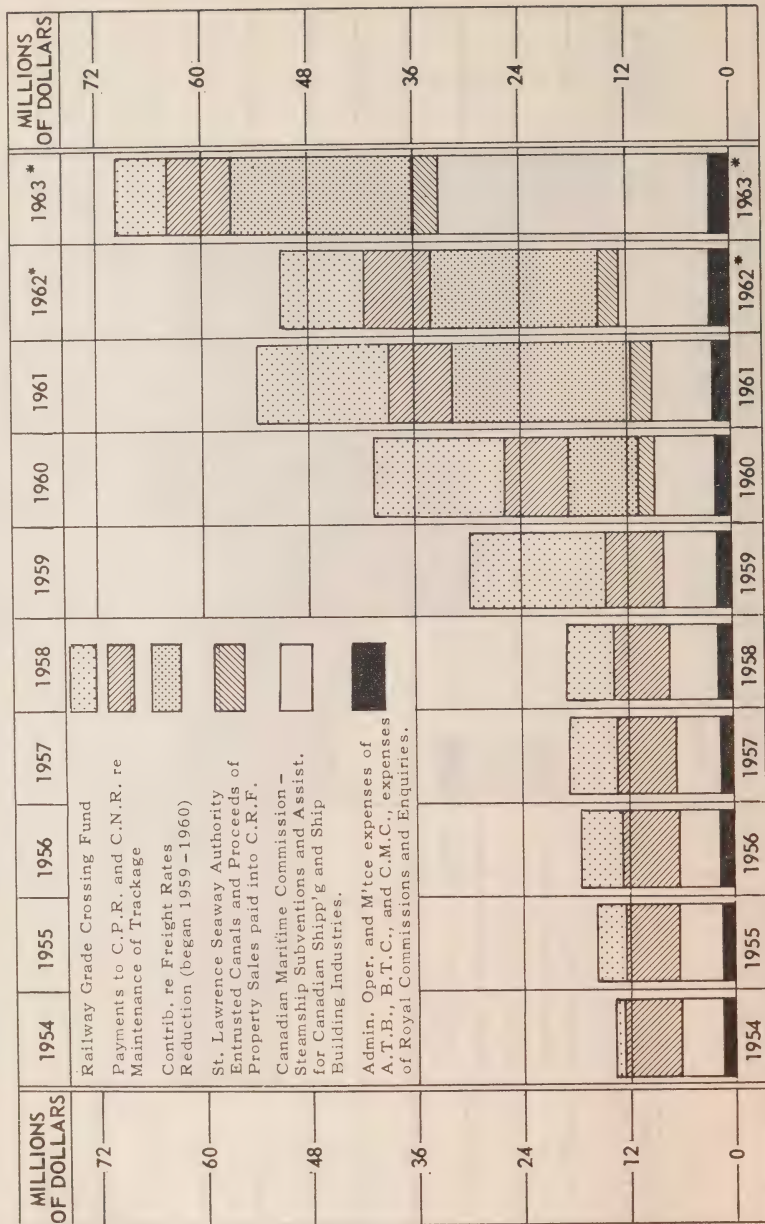 MILLIONS
OF DOLLARS
1954
1955
1956
1957
1958
1959
1960
1961
1962*
1963*
MILLIONS
OF DOLLARS
72
60
48
36
24
12
0
72
60
48
36
24
12
0
Railway Grade Crossing Fund
Payments to C.P.R. and C.N.R. re
Maintenance of Trackage
Contrib. re Freight Rates
Reduction (began 1959-1960)
St. Lawrence Seaway Authority
Entrusted Canals and Proceeds of
Property Sales paid into C.R.F.
Canadian Maritime Commission -
Steamship Subventions and Assist.
for Canadian Shipp'g and Ship
Building Industries.
Admin. Oper. and M'tce expenses of
A.T.B., B.T.C., and C.M.C., expenses
of Royal Commissions and Enquiries.
1954
1955
1956
1957
1958
1959
1960
1961
1962*
1963*